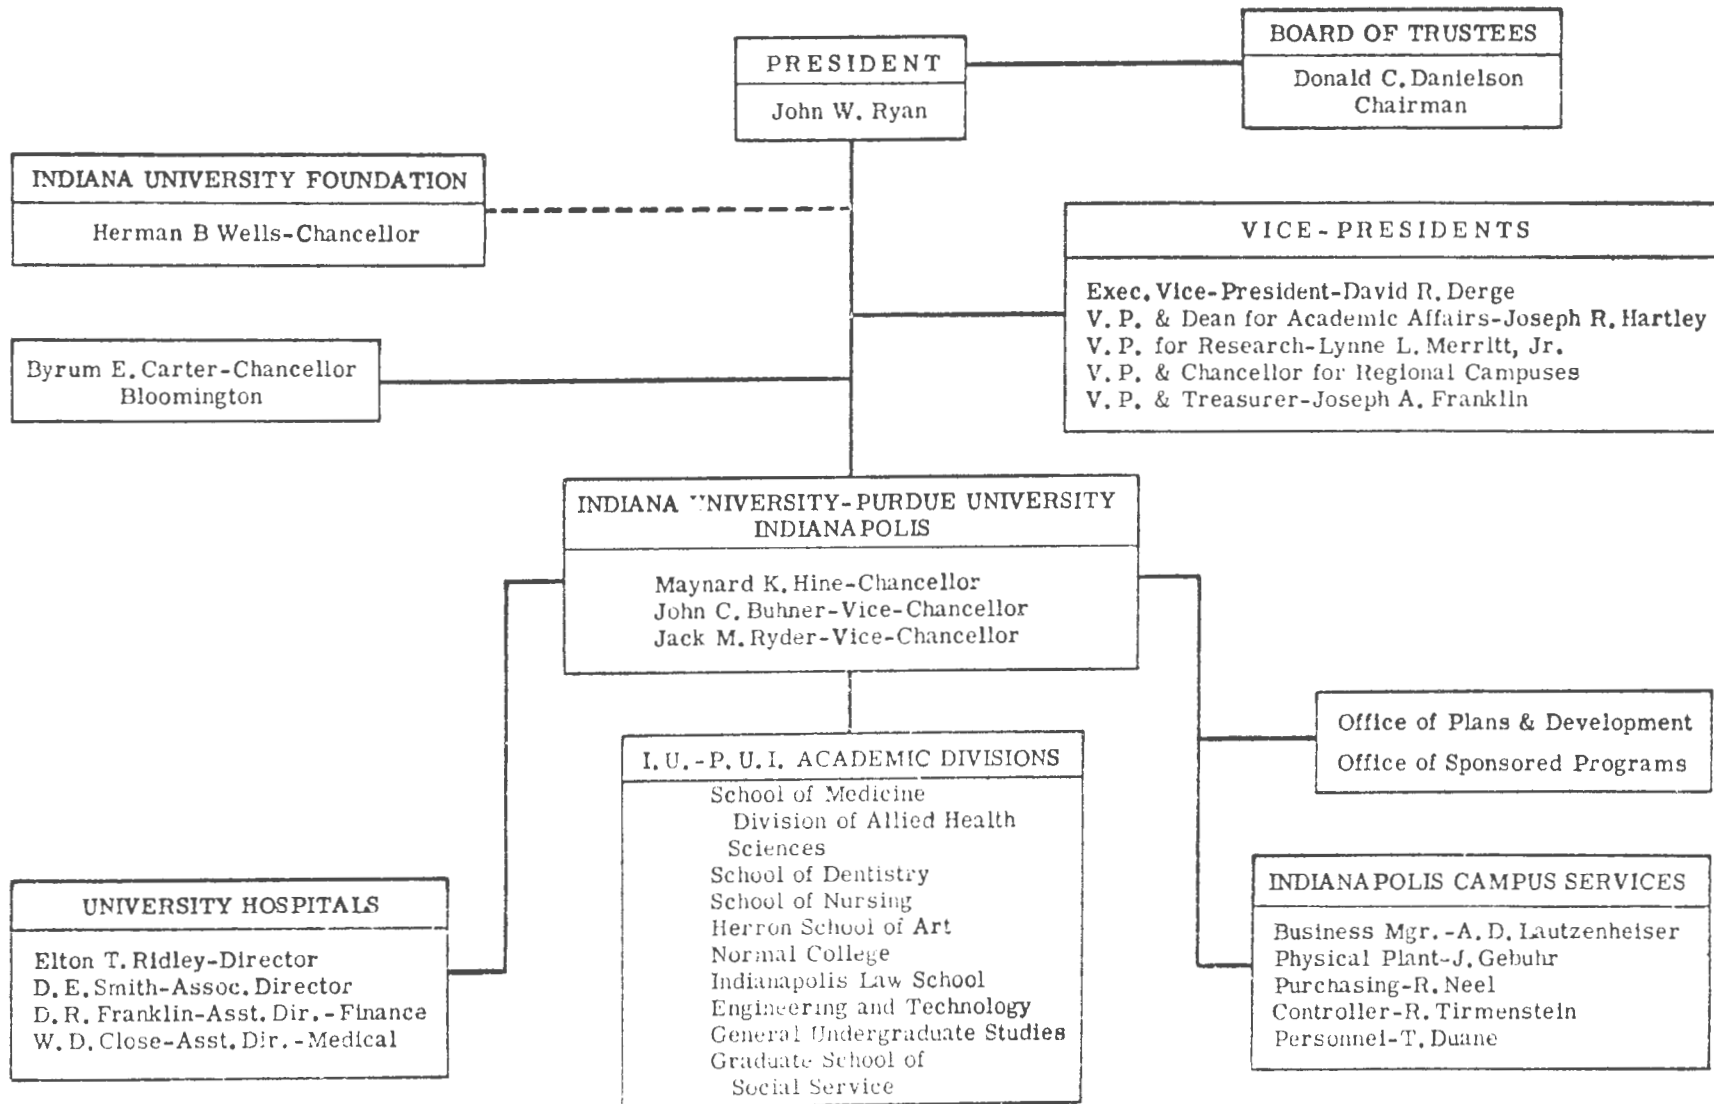 BOARD OF TRUSTEES
Donald C. Danielson
Chairman
PRESIDENT
John W. Ryan
INDIANA UNIVERSITY FOUNDATION
Herman B Wells-Chancellor
VICE-PRESIDENTS
Exec. Vice-President-David R. Derge
V. P. & Dean for Academic Affairs-Joseph R. Hartley
V. P. for Research-Lynne L. Merritt, Jr.
V. P. & Chancellor for Regional Campuses
V. P. & Treasurer-Joseph A. Franklin
Byrum E. Carter-Chancellor
Bloomington
INDIANA UNIVERSITY-PURDUE UNIVERSITY
INDIANAPOLIS
Maynard K. Hine-Chancellor
John C. Buhner-Vice-Chancellor
Jack M. Ryder-Vice-Chancellor
Office of Plans & Development
Office of Sponsored Programs
I. U. -P. U. I. ACADEMIC DIVISIONS
School of Medicine
Division of Allied Health
Sciences
School of Dentistry
School of Nursing
Herron School of Art
Normal College
Indianapolis Law School
Engineering and Technology
General Undergraduate Studies
Graduate School of
Social Service
UNIVERSITY HOSPITALS
Elton T. Ridley-Director
D. E. Smith-Assoc. Director
D. R. Franklin-Asst. Dir. -Finance
W. D. Close-Asst. Dir. -Medical
INDIANAPOLIS CAMPUS SERVICES
Business Mgr. -A. D. Lautzenheiser
Physical Plant-J. Gebuhr
Purchasing-R. Neel
Controller-R. Tirmenstein
Personnel-T. Duane